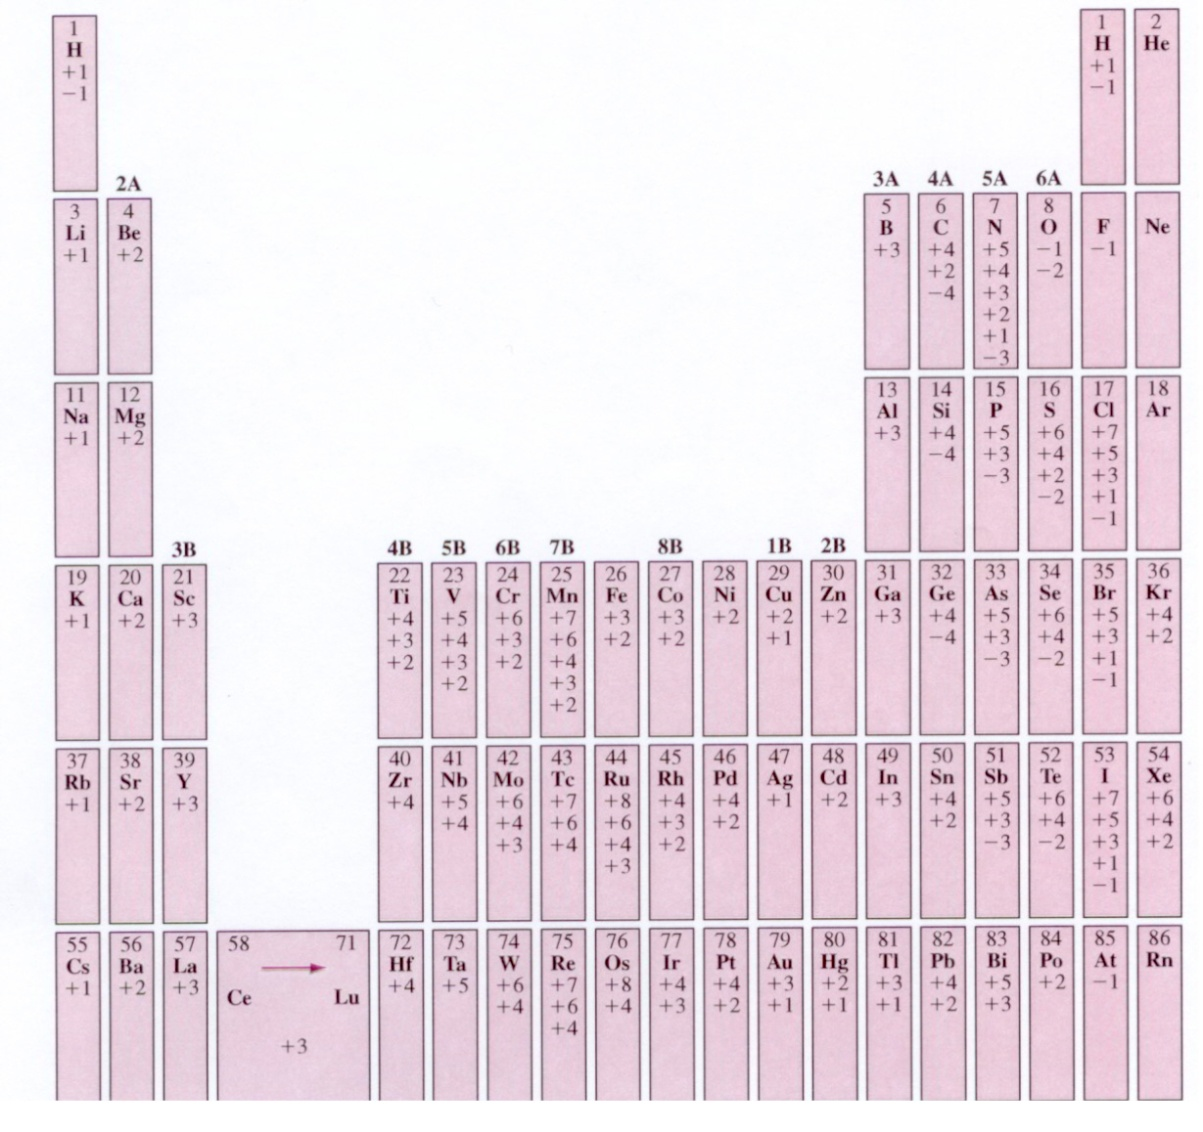 1 1 2
H H He
+1 +1
−1 −1
2A 3A 4A 5A 6A
3 4 5 6 7 8
Li Be B C N O F Ne
+1 +2 +3 +4 +5 −1 −1
+2 +4 −2
−4 +3
+2
+1
−3
11 12 13 14 15 16 17 18
Na Mg Al Si P S Cl Ar
+1 +2 +3 +4 +5 +6 +7
−4 +3 +4 +5
−3 +2 +3
−2 +1
−1
3B 4B 5B 6B 7B 8B 1B 2B
19 20 21 22 23 24 25 26 27 28 29 30 31 32 33 34 35 36
K Ca Sc Ti V Cr Mn Fe Co Ni Cu Zn Ga Ge As Se Br Kr
+1 +2 +3 +4 +5 +6 +7 +3 +3 +2 +2 +2 +3 +4 +5 +6 +5 +4
+3 +4 +3 +6 +2 +2 +1 −4 +3 +4 +3 +2
+2 +3 +2 +4 −3 −2 +1
+2 +3 −1
+2
37 38 39 40 41 42 43 44 45 46 47 48 49 50 51 52 53 54
Rb Sr Y Zr Nb Mo Tc Ru Rh Pd Ag Cd In Sn Sb Te I Xe
+1 +2 +3 +4 +5 +6 +7 +8 +4 +4 +1 +2 +3 +4 +5 +6 +7 +6
+4 +4 +6 +6 +3 +2 +2 +3 +4 +5 +4
+3 +4 +4 +2 −3 −2 +3 +2
+3 +1
−1
55 56 57 58 71 72 73 74 75 76 77 78 79 80 81 82 83 84 85 86
Cs Ba La Hf Ta W Re Os Ir Pt Au Hg Tl Pb Bi Po At Rn
+1 +2 +3 +4 +5 +6 +7 +8 +4 +4 +3 +2 +3 +4 +5 +2 −1
Ce Lu +4 +6 +4 +3 +2 +1 +1 +1 +2 +3
+4
+3